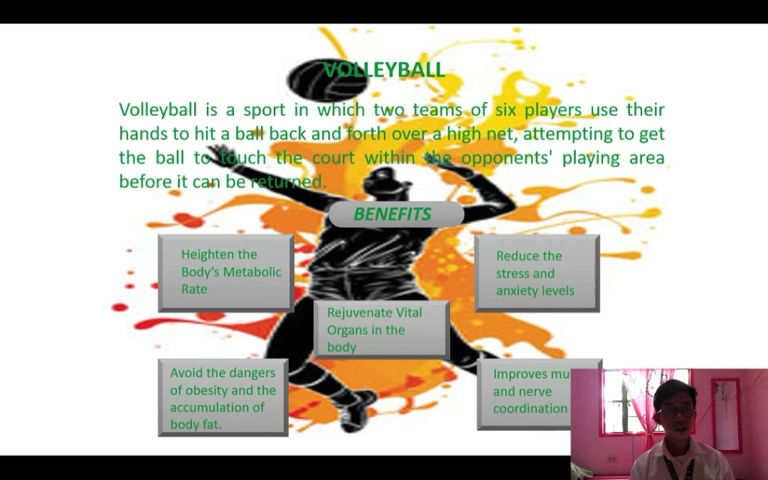 VOLLEYBALL
Volleyball is a sport in which two teams of six players use their
hands to hit a ball back and forth over a high net, attempting to get
the ball to touch the court within the opponents' playing area
before it can be returned.
BENEFITS
Heighten the
Body's Metabolic
Rate
Reduce the
stress and
anxiety levels
Rejuvenate Vital
Organs in the
body
Avoid the dangers
of obesity and the
accumulation of
body fat.
Improves
and nerve
coordination